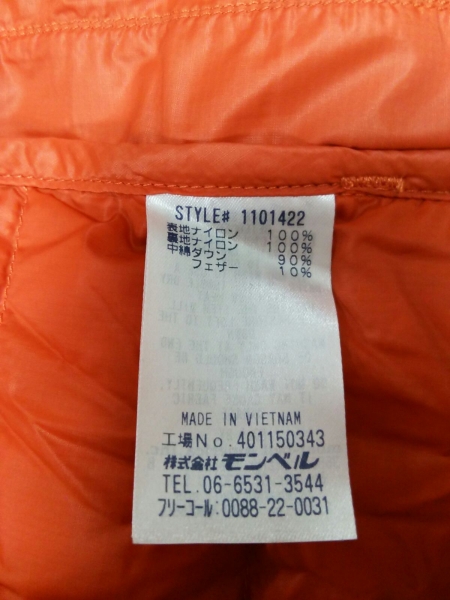 STYLE# 1101422
表地ナイロン 100%
裏地ナイロン 100%
中綿ダウン 90%
フェザー 10%
MADE IN VIETNAM
工場No.401150343
株式会社 モンベル
TEL.06-6531-3544
フリーコール:0088-22-0031